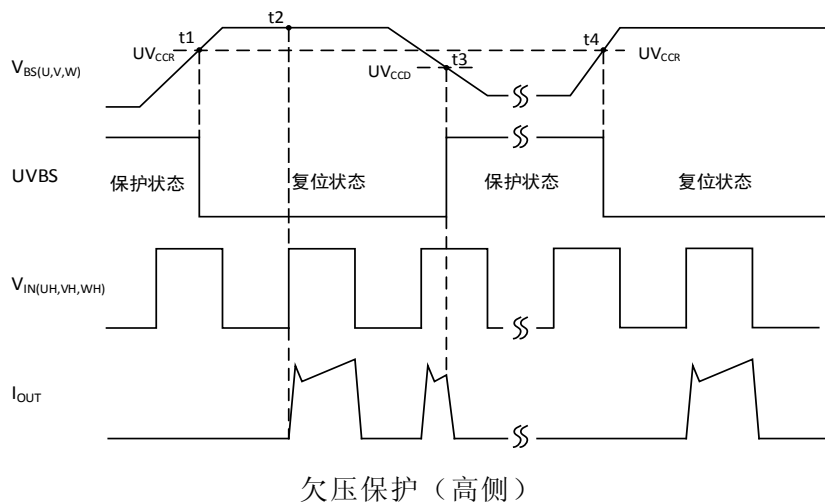 t1
t2
t3
t4
UVCCR
UVCCR
UVCCD
VBS(U,V,W)
UVBS
保护状态
复位状态
保护状态
复位状态
VIN(UH,VH,WH)
IOUT
欠压保护（高侧）